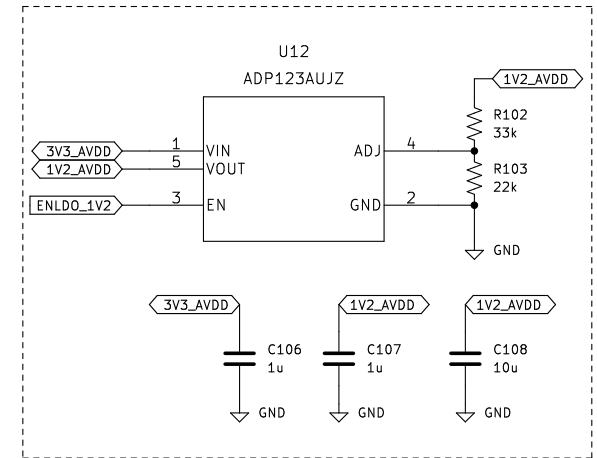 U12
ADP123AUJZ
1V2_AVDD
R102
33k
3V3_AVDD 1 VIN ADJ 4
1V2_AVDD 5 VOUT
R103
22k
ENLDO_1V2 3 EN GND 2
GND
3V3_AVDD 1V2_AVDD 1V2_AVDD
C106 C107 C108
1u 1u 10u
GND GND GND